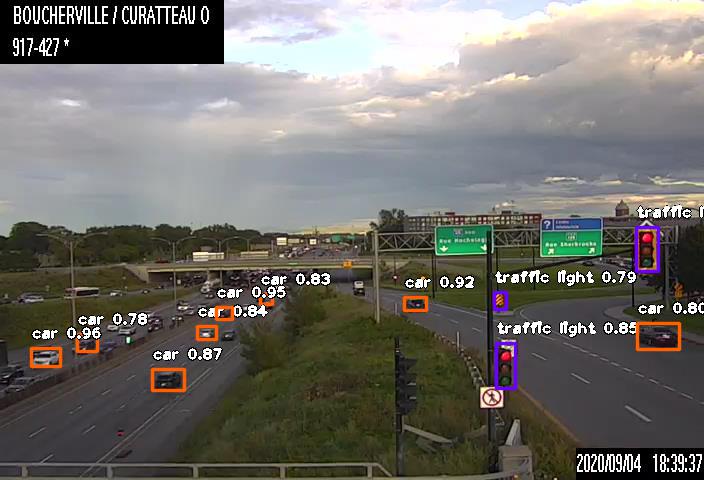 BOUCHERVILLE / CURATTEAU O
917-427 *
traffic l
Rue Hochelaga
Rue Sherbrooke
car 0.83
car 0.95
car 0.92
traffic light 0.79
car 0.84
car 0.80
car 0.78
car 0.96
traffic light 0.85
car 0.87
2020/09/04 18:39:37